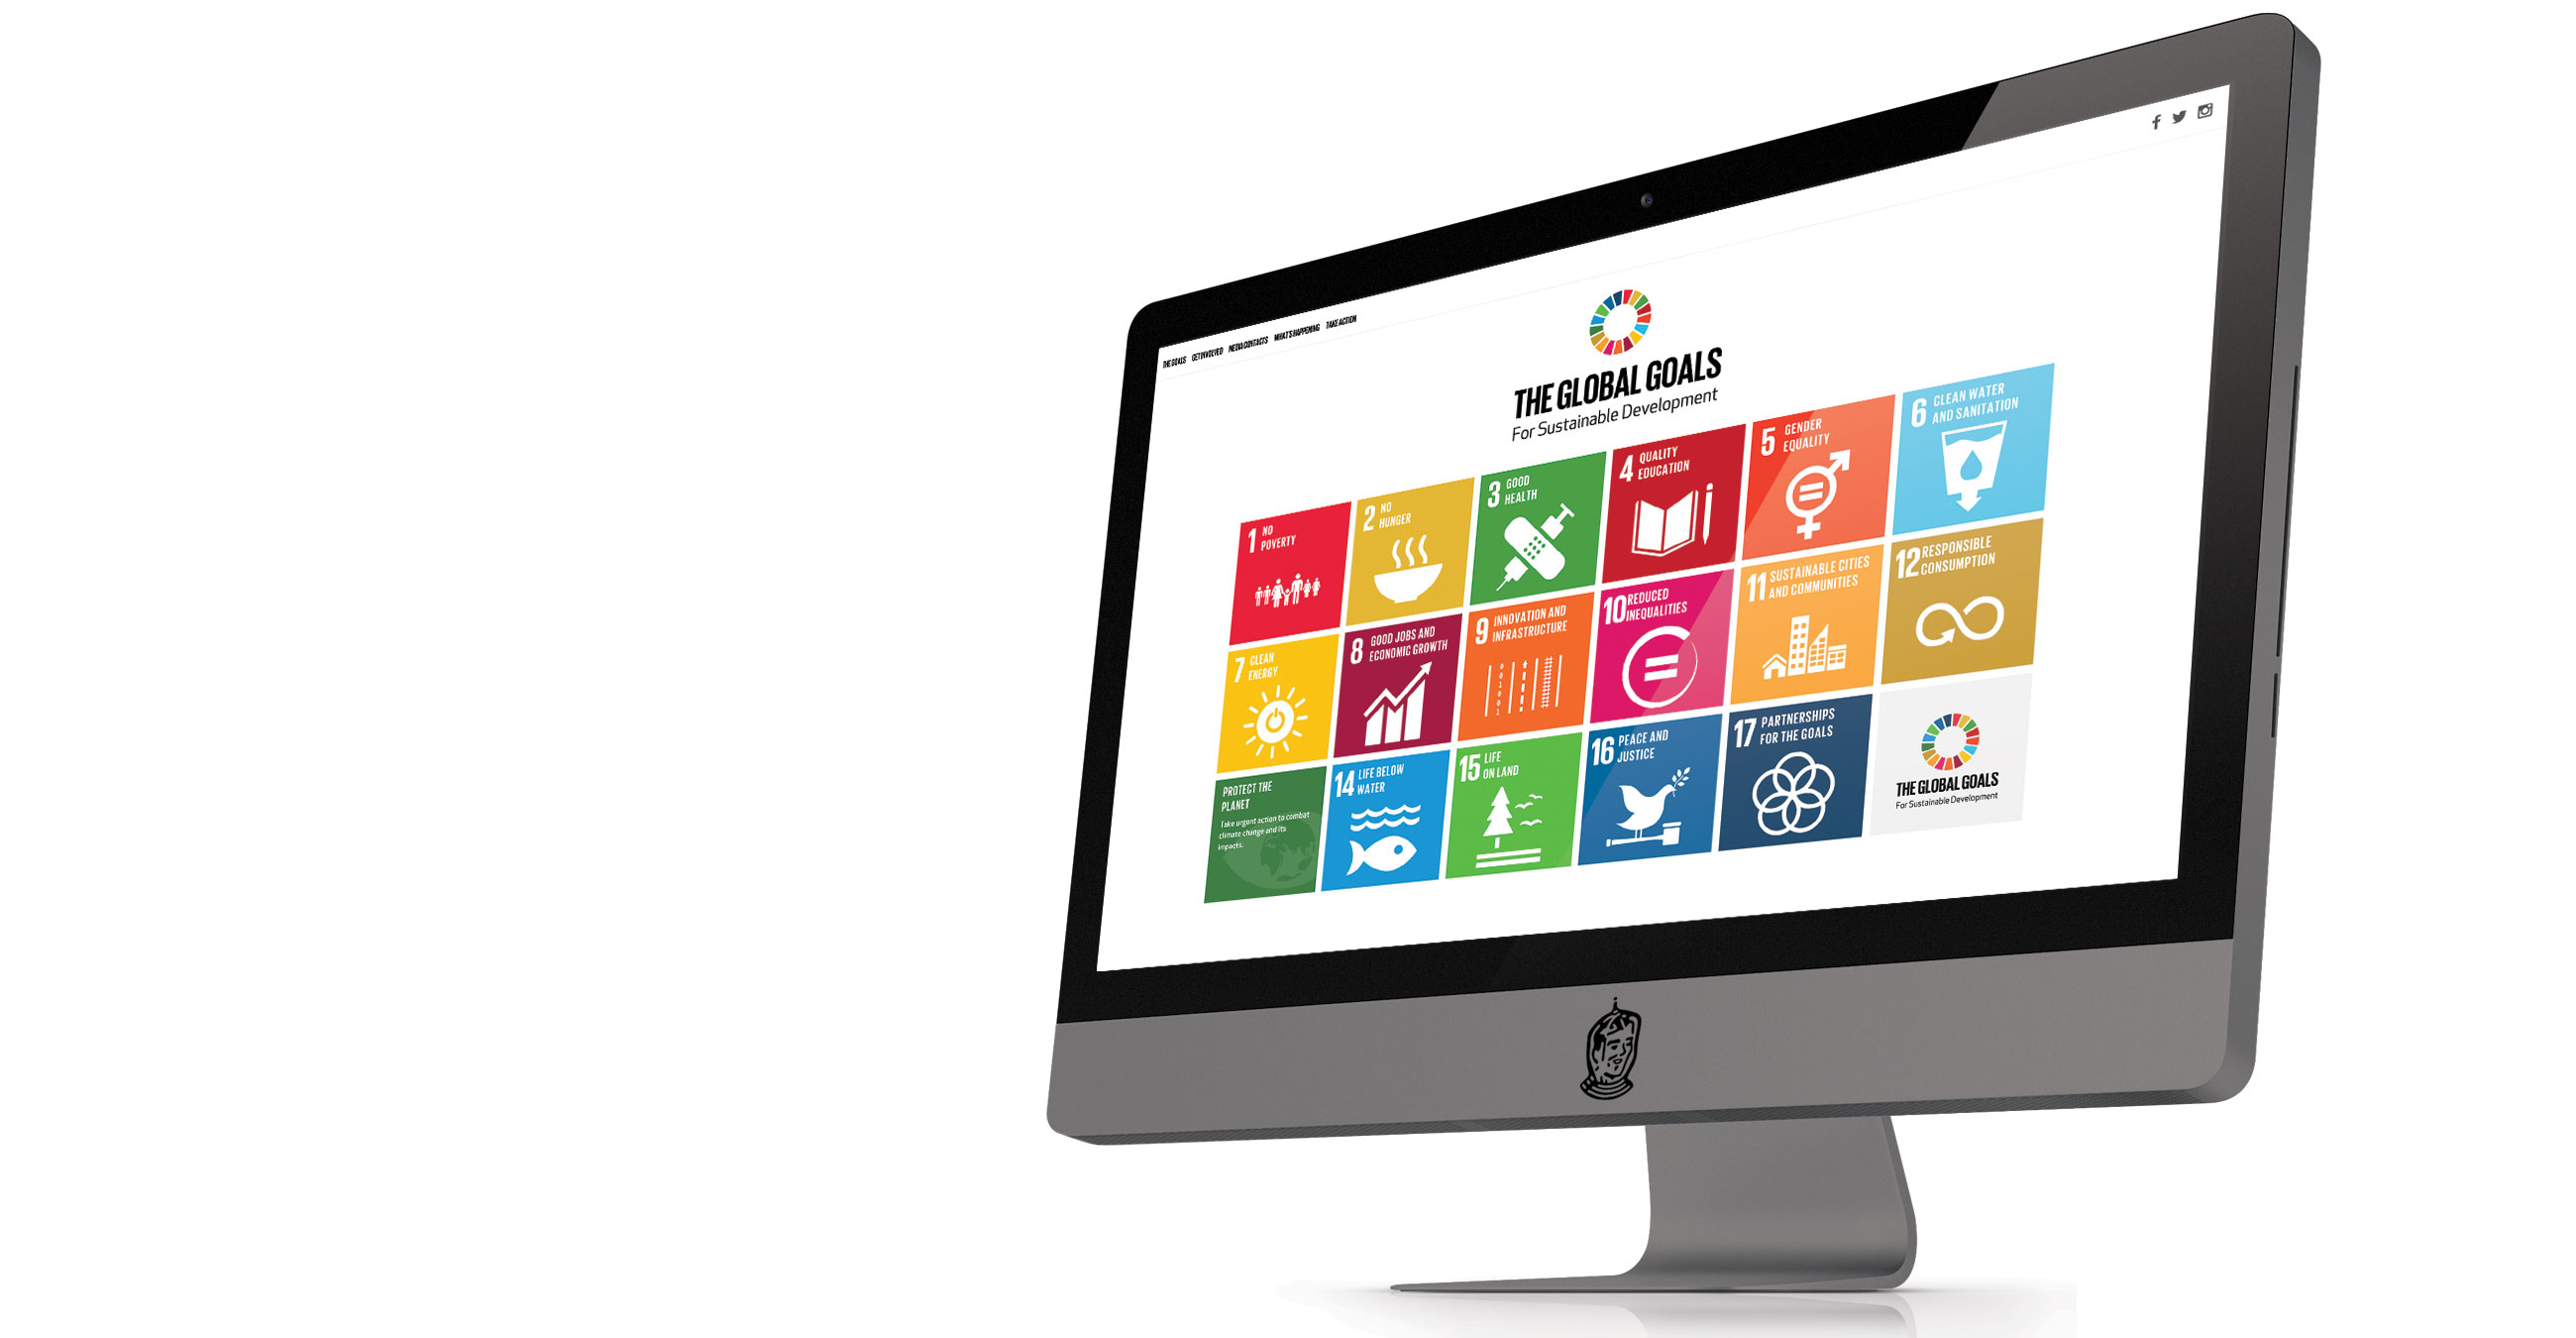 THE GOALS GET INVOLVED MEDIA CONTACTS WHAT'S HAPPENING TAKE ACTION
THE GLOBAL GOALS
For Sustainable Development
1 NO
POVERTY
2 NO
HUNGER
3 GOOD
HEALTH
4 QUALITY
EDUCATION
5 GENDER
EQUALITY
6 CLEAN WATER
AND SANITATION
7 CLEAN
ENERGY
8 GOOD JOBS AND
ECONOMIC GROWTH
9 INNOVATION AND
INFRASTRUCTURE
10 REDUCED
INEQUALITIES
11 SUSTAINABLE CITIES
AND COMMUNITIES
12 RESPONSIBLE
CONSUMPTION
PROTECT THE
PLANET
Take urgent action to combat
climate change and its
impacts.
14 LIFE BELOW
WATER
15 LIFE
ON LAND
16 PEACE AND
JUSTICE
17 PARTNERSHIPS
FOR THE GOALS
THE GLOBAL GOALS
For Sustainable Development